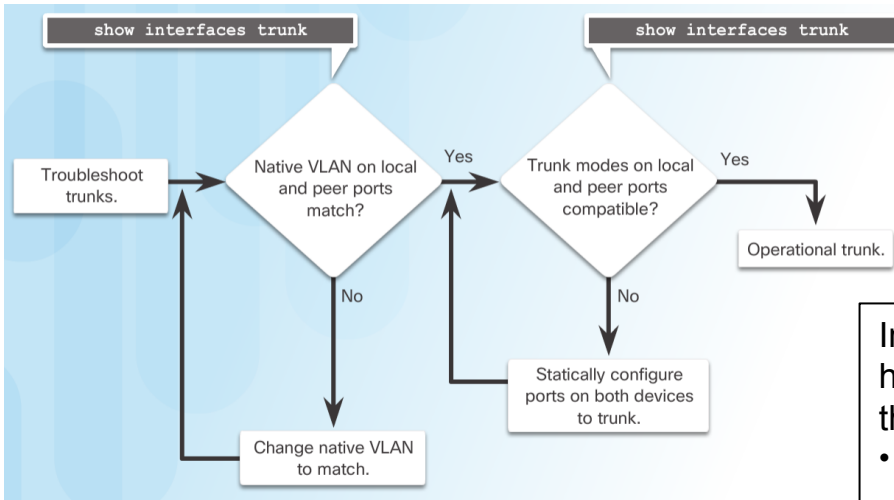 show interfaces trunk
show interfaces trunk
Troubleshoot
trunks.
Native VLAN on local
and peer ports
match?
Yes
Trunk modes on local
and peer ports
compatible?
Yes
Operational trunk.
No
No
Statically configure
ports on both devices
to trunk.
Change native VLAN
to match.
•